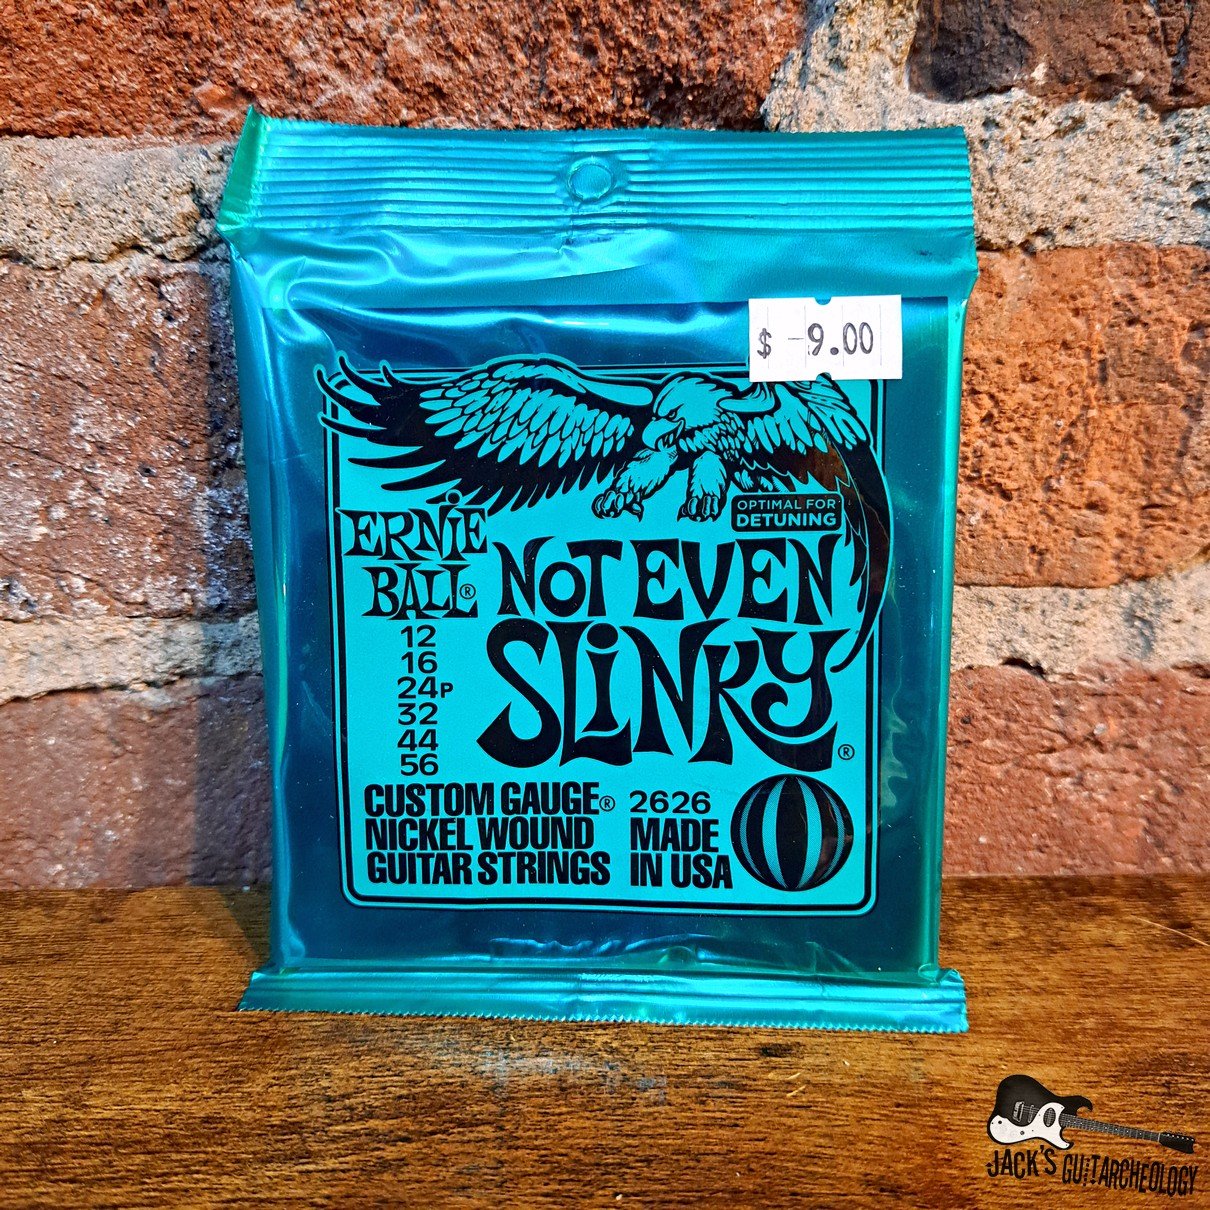 $ -9.00
OPTIMAL FOR
DETUNING
ERNIE
BALL®
NOT EVEN
SLINKY®
12
16
24P
32
44
56
CUSTOM GAUGE®
NICKEL WOUND
GUITAR STRINGS
2626
MADE
IN USA
JACK'S GUITARCHEOLOGY